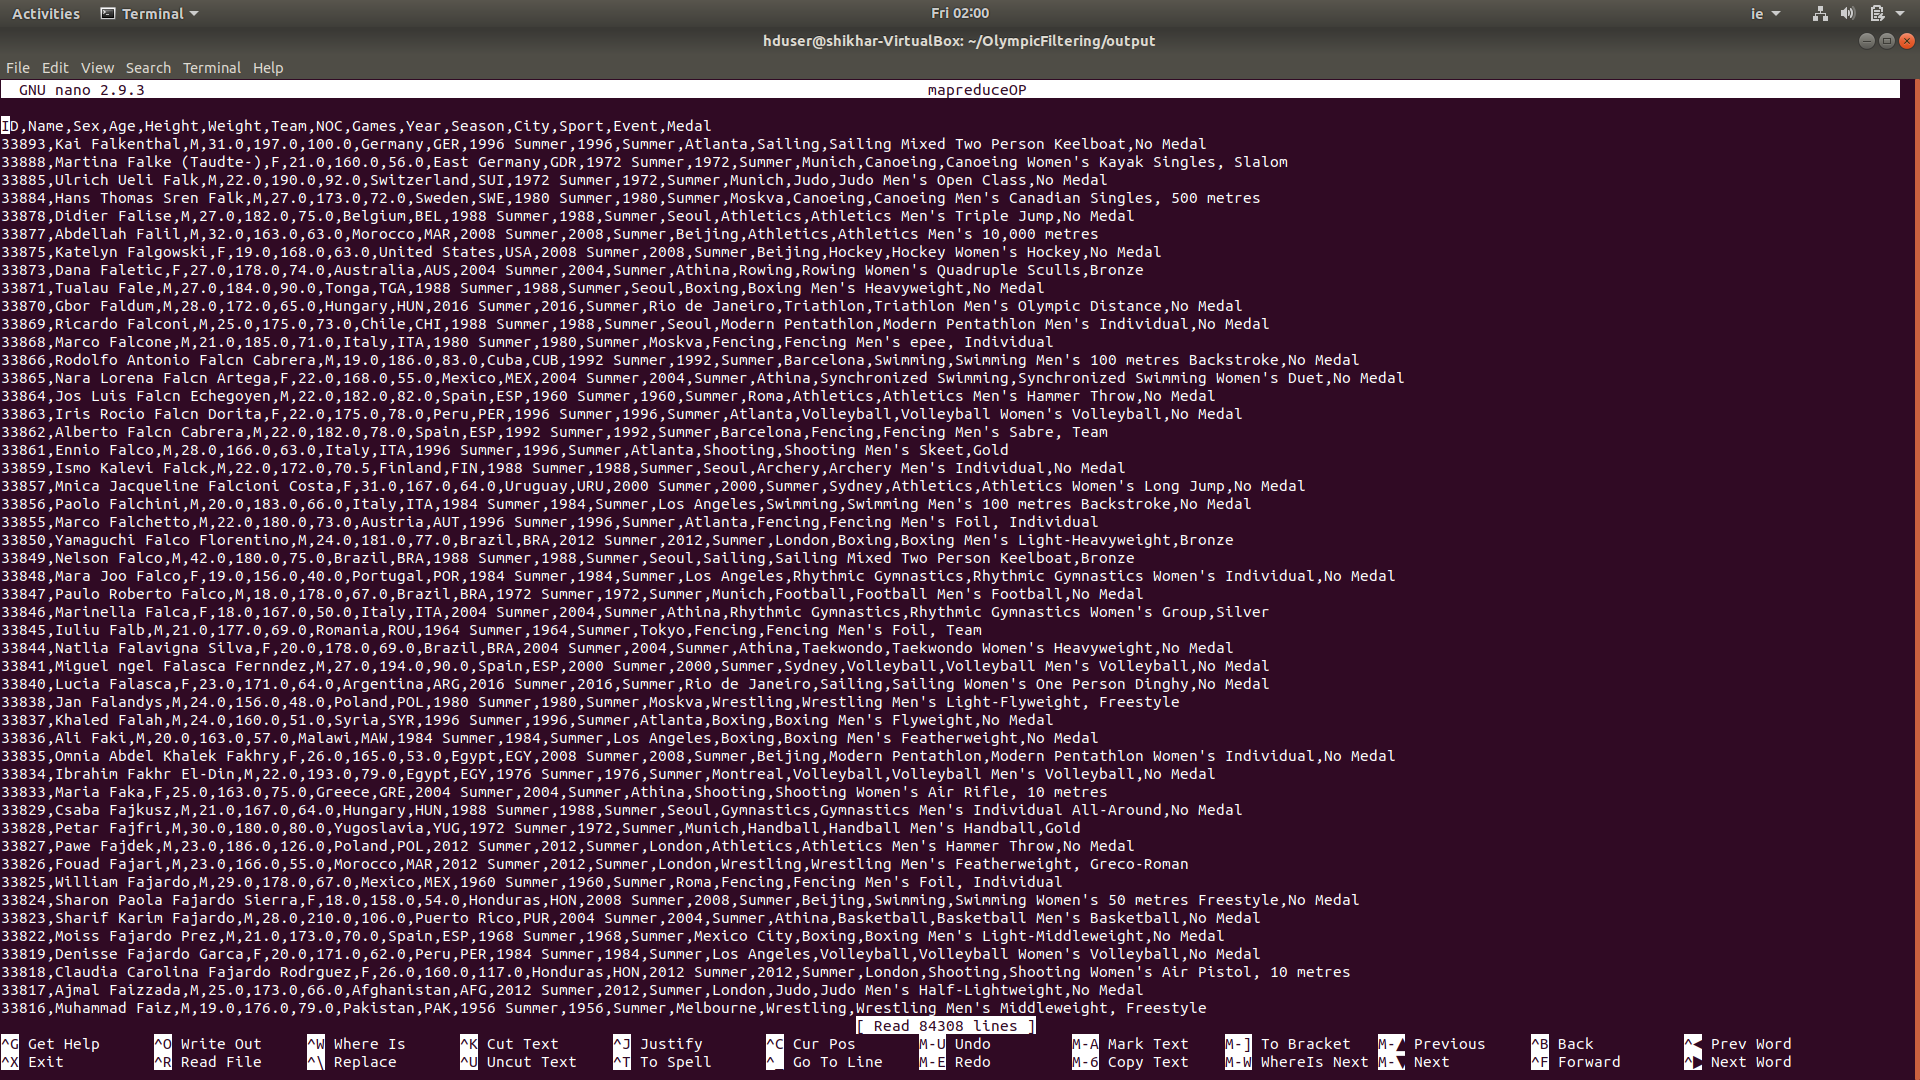 Activities Terminal Fri 02:00 ie
hduser@shikhar-VirtualBox: ~/OlympicFiltering/output
File Edit View Search Terminal Help
GNU nano 2.9.3 mapreduceOP
ID,Name,Sex,Age,Height,Weight,Team,NOC,Games,Year,Season,City,Sport,Event,Medal
33893,Kai Falkenthal,M,31.0,197.0,100.0,Germany,GER,1996 Summer,1996,Summer,Atlanta,Sailing,Sailing Mixed Two Person Keelboat,No Medal
33888,Martina Falke (Taudte-),F,21.0,160.0,56.0,East Germany,GDR,1972 Summer,1972,Summer,Munich,Canoeing,Canoeing Women's Kayak Singles, Slalom
33885,Ulrich Ueli Falk,M,22.0,190.0,92.0,Switzerland,SUI,1972 Summer,1972,Summer,Munich,Judo,Judo Men's Open Class,No Medal
33884,Hans Thomas Sren Falk,M,27.0,173.0,72.0,Sweden,SWE,1980 Summer,1980,Summer,Moskva,Canoeing,Canoeing Men's Canadian Singles, 500 metres
33878,Didier Falise,M,27.0,182.0,75.0,Belgium,BEL,1988 Summer,1988,Summer,Seoul,Athletics,Athletics Men's Triple Jump,No Medal
33877,Abdellah Falil,M,32.0,163.0,63.0,Morocco,MAR,2008 Summer,2008,Summer,Beijing,Athletics,Athletics Men's 10,000 metres
33875,Katelyn Falgowski,F,19.0,168.0,63.0,United States,USA,2008 Summer,2008,Summer,Beijing,Hockey,Hockey Women's Hockey,No Medal
33873,Dana Faletic,F,27.0,178.0,74.0,Australia,AUS,2004 Summer,2004,Summer,Athina,Rowing,Rowing Women's Quadruple Sculls,Bronze
33871,Tualau Fale,M,27.0,184.0,90.0,Tonga,TGA,1988 Summer,1988,Summer,Seoul,Boxing,Boxing Men's Heavyweight,No Medal
33870,Gbor Faldum,M,28.0,172.0,65.0,Hungary,HUN,2016 Summer,2016,Summer,Rio de Janeiro,Triathlon,Triathlon Men's Olympic Distance,No Medal
33869,Ricardo Falconi,M,25.0,175.0,73.0,Chile,CHI,1988 Summer,1988,Summer,Seoul,Modern Pentathlon,Modern Pentathlon Men's Individual,No Medal
33868,Marco Falcone,M,21.0,185.0,71.0,Italy,ITA,1980 Summer,1980,Summer,Moskva,Fencing,Fencing Men's epee, Individual
33866,Rodolfo Antonio Falcn Cabrera,M,19.0,186.0,83.0,Cuba,CUB,1992 Summer,1992,Summer,Barcelona,Swimming,Swimming Men's 100 metres Backstroke,No Medal
33865,Nara Lorena Falcn Artega,F,22.0,168.0,55.0,Mexico,MEX,2004 Summer,2004,Summer,Athina,Synchronized Swimming,Synchronized Swimming Women's Duet,No Medal
33864,Jos Luis Falcn Echegoyen,M,22.0,182.0,82.0,Spain,ESP,1960 Summer,1960,Summer,Roma,Athletics,Athletics Men's Hammer Throw,No Medal
33863,Iris Rocio Falcn Dorita,F,22.0,175.0,78.0,Peru,PER,1996 Summer,1996,Summer,Atlanta,Volleyball,Volleyball Women's Volleyball,No Medal
33862,Alberto Falcn Cabrera,M,22.0,182.0,78.0,Spain,ESP,1992 Summer,1992,Summer,Barcelona,Fencing,Fencing Men's Sabre, Team
33861,Ennio Falco,M,28.0,166.0,63.0,Italy,ITA,1996 Summer,1996,Summer,Atlanta,Shooting,Shooting Men's Skeet,Gold
33859,Ismo Kalevi Falck,M,22.0,172.0,70.5,Finland,FIN,1988 Summer,1988,Summer,Seoul,Archery,Archery Men's Individual,No Medal
33857,Mnica Jacqueline Falcioni Costa,F,31.0,167.0,64.0,Uruguay,URU,2000 Summer,2000,Summer,Sydney,Athletics,Athletics Women's Long Jump,No Medal
33856,Paolo Falchini,M,20.0,183.0,66.0,Italy,ITA,1984 Summer,1984,Summer,Los Angeles,Swimming,Swimming Men's 100 metres Backstroke,No Medal
33855,Marco Falchetto,M,22.0,180.0,73.0,Austria,AUT,1996 Summer,1996,Summer,Atlanta,Fencing,Fencing Men's Foil, Individual
33850,Yamaguchi Falco Florentino,M,24.0,181.0,77.0,Brazil,BRA,2012 Summer,2012,Summer,London,Boxing,Boxing Men's Light-Heavyweight,Bronze
33849,Nelson Falco,M,42.0,180.0,75.0,Brazil,BRA,1988 Summer,1988,Summer,Seoul,Sailing,Sailing Mixed Two Person Keelboat,Bronze
33848,Mara Joo Falco,F,19.0,156.0,40.0,Portugal,POR,1984 Summer,1984,Summer,Los Angeles,Rhythmic Gymnastics,Rhythmic Gymnastics Women's Individual,No Medal
33847,Paulo Roberto Falco,M,18.0,178.0,67.0,Brazil,BRA,1972 Summer,1972,Summer,Munich,Football,Football Men's Football,No Medal
33846,Marinella Falca,F,18.0,167.0,50.0,Italy,ITA,2004 Summer,2004,Summer,Athina,Rhythmic Gymnastics,Rhythmic Gymnastics Women's Group,Silver
33845,Iuliu Falb,M,21.0,177.0,69.0,Romania,ROU,1964 Summer,1964,Summer,Tokyo,Fencing,Fencing Men's Foil, Team
33844,Natlia Falavigna Silva,F,20.0,178.0,69.0,Brazil,BRA,2004 Summer,2004,Summer,Athina,Taekwondo,Taekwondo Women's Heavyweight,No Medal
33841,Miguel ngel Falasca Fernndez,M,27.0,194.0,90.0,Spain,ESP,2000 Summer,2000,Summer,Sydney,Volleyball,Volleyball Men's Volleyball,No Medal
33840,Lucia Falasca,F,23.0,171.0,64.0,Argentina,ARG,2016 Summer,2016,Summer,Rio de Janeiro,Sailing,Sailing Women's One Person Dinghy,No Medal
33838,Jan Falandys,M,24.0,156.0,48.0,Poland,POL,1980 Summer,1980,Summer,Moskva,Wrestling,Wrestling Men's Light-Flyweight, Freestyle
33837,Khaled Falah,M,24.0,160.0,51.0,Syria,SYR,1996 Summer,1996,Summer,Atlanta,Boxing,Boxing Men's Flyweight,No Medal
33836,Ali Faki,M,20.0,163.0,57.0,Malawi,MAW,1984 Summer,1984,Summer,Los Angeles,Boxing,Boxing Men's Featherweight,No Medal
33835,Omnia Abdel Khalek Fakhry,F,26.0,165.0,53.0,Egypt,EGY,2008 Summer,2008,Summer,Beijing,Modern Pentathlon,Modern Pentathlon Women's Individual,No Medal
33834,Ibrahim Fakhr El-Din,M,22.0,193.0,79.0,Egypt,EGY,1976 Summer,1976,Summer,Montreal,Volleyball,Volleyball Men's Volleyball,No Medal
33833,Maria Faka,F,25.0,163.0,75.0,Greece,GRE,2004 Summer,2004,Summer,Athina,Shooting,Shooting Women's Air Rifle, 10 metres
33829,Csaba Fajkusz,M,21.0,167.0,64.0,Hungary,HUN,1988 Summer,1988,Summer,Seoul,Gymnastics,Gymnastics Men's Individual All-Around,No Medal
33828,Petar Fajfri,M,30.0,180.0,80.0,Yugoslavia,YUG,1972 Summer,1972,Summer,Munich,Handball,Handball Men's Handball,Gold
33827,Pawe Fajdek,M,23.0,186.0,126.0,Poland,POL,2012 Summer,2012,Summer,London,Athletics,Athletics Men's Hammer Throw,No Medal
33826,Fouad Fajari,M,23.0,166.0,55.0,Morocco,MAR,2012 Summer,2012,Summer,London,Wrestling,Wrestling Men's Featherweight, Greco-Roman
33825,William Fajardo,M,29.0,178.0,67.0,Mexico,MEX,1960 Summer,1960,Summer,Roma,Fencing,Fencing Men's Foil, Individual
33824,Sharon Paola Fajardo Sierra,F,18.0,158.0,54.0,Honduras,HON,2008 Summer,2008,Summer,Beijing,Swimming,Swimming Women's 50 metres Freestyle,No Medal
33823,Sharif Karim Fajardo,M,28.0,210.0,106.0,Puerto Rico,PUR,2004 Summer,2004,Summer,Athina,Basketball,Basketball Men's Basketball,No Medal
33822,Moiss Fajardo Prez,M,21.0,173.0,70.0,Spain,ESP,1968 Summer,1968,Summer,Mexico City,Boxing,Boxing Men's Light-Middleweight,No Medal
33819,Denisse Fajardo Garca,F,20.0,171.0,62.0,Peru,PER,1984 Summer,1984,Summer,Los Angeles,Volleyball,Volleyball Women's Volleyball,No Medal
33818,Claudia Carolina Fajardo Rodrguez,F,26.0,160.0,117.0,Honduras,HON,2012 Summer,2012,Summer,London,Shooting,Shooting Women's Air Pistol, 10 metres
33817,Ajmal Faizzada,M,25.0,173.0,66.0,Afghanistan,AFG,2012 Summer,2012,Summer,London,Judo,Judo Men's Half-Lightweight,No Medal
33816,Muhammad Faiz,M,19.0,176.0,79.0,Pakistan,PAK,1956 Summer,1956,Summer,Melbourne,Wrestling,Wrestling Men's Middleweight, Freestyle
[ Read 84308 lines ]
^G Get Help ^O Write Out ^W Where Is ^K Cut Text ^J Justify ^C Cur Pos M-U Undo M-A Mark Text M-] To Bracket M-▲ Previous ^B Back ^◀ Prev Word
^X Exit ^R Read File ^\ Replace ^U Uncut Text ^T To Spell ^_ Go To Line M-E Redo M-6 Copy Text M-W WhereIs Next M-▼ Next ^F Forward ^▶ Next Word